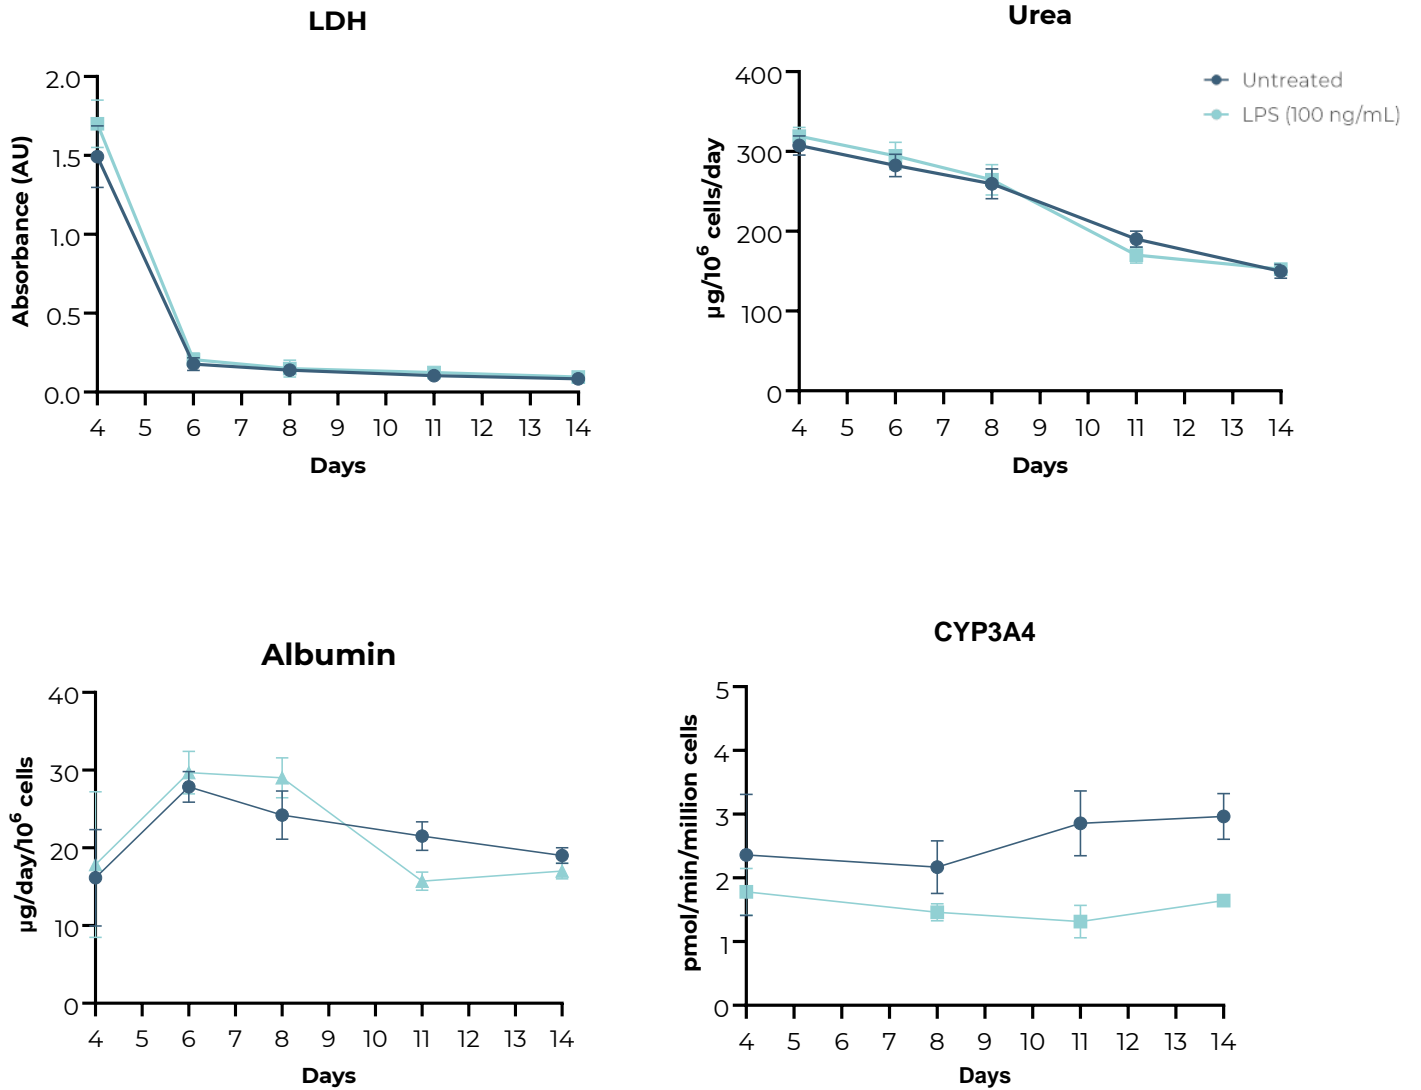 LDH
2.0
1.5
1.0
0.5
0.0
Absorbance (AU)
4 5 6 7 8 9 10 11 12 13 14
Days
Urea
Untreated
LPS (100 ng/mL)
400
300
200
100
0
µg/10⁶ cells/day
4 5 6 7 8 9 10 11 12 13 14
Days
Albumin
40
30
20
10
0
µg/day/10⁶ cells
4 5 6 7 8 9 10 11 12 13 14
Days
CYP3A4
5
4
3
2
1
0
pmol/min/million cells
4 5 6 7 8 9 10 11 12 13 14
Days